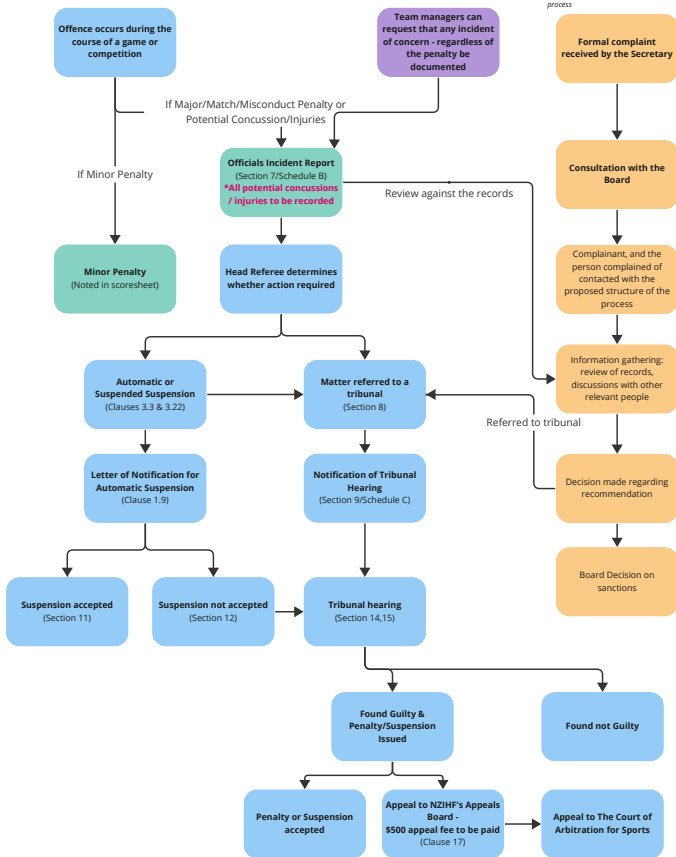 process
Offence occurs during the
course of a game or
competition
Team managers can
request that any incident
of concern - regardless of
the penalty be
documented
Formal complaint
received by the Secretary
If Major/Match/Misconduct Penalty or
Potential Concussion/Injuries
If Minor Penalty
Officials Incident Report
(Section 7/Schedule B)
*All potential concussions
/ injuries to be recorded
Review against the records
Consultation with the
Board
Minor Penalty
(Noted in scoresheet)
Head Referee determines
whether action required
Complainant, and the
person complained of
contacted with the
proposed structure of the
process
Automatic or
Suspended Suspension
(Clauses 3.3 & 3.22)
Matter referred to a
tribunal
(Section 8)
Information gathering:
review of records,
discussions with other
relevant people
Referred to tribunal
Letter of Notification for
Automatic Suspension
(Clause 1.9)
Notification of Tribunal
Hearing
(Section 9/Schedule C)
Decision made regarding
recommendation
Suspension accepted
(Section 11)
Suspension not accepted
(Section 12)
Tribunal hearing
(Section 14,15)
Board Decision on
sanctions
Found Guilty &
Penalty/Suspension
Issued
Found not Guilty
Penalty or Suspension
accepted
Appeal to NZIHF's Appeals
Board -
$500 appeal fee to be paid
(Clause 17)
Appeal to The Court of
Arbitration for Sports